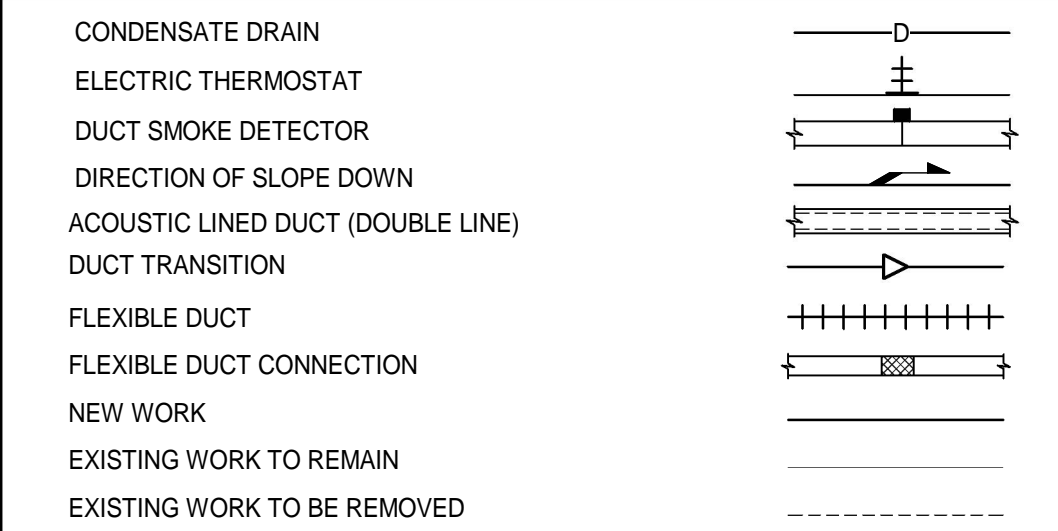 CONDENSATE DRAIN D
ELECTRIC THERMOSTAT
DUCT SMOKE DETECTOR
DIRECTION OF SLOPE DOWN
ACOUSTIC LINED DUCT (DOUBLE LINE)
DUCT TRANSITION
FLEXIBLE DUCT
FLEXIBLE DUCT CONNECTION
NEW WORK
EXISTING WORK TO REMAIN
EXISTING WORK TO BE REMOVED